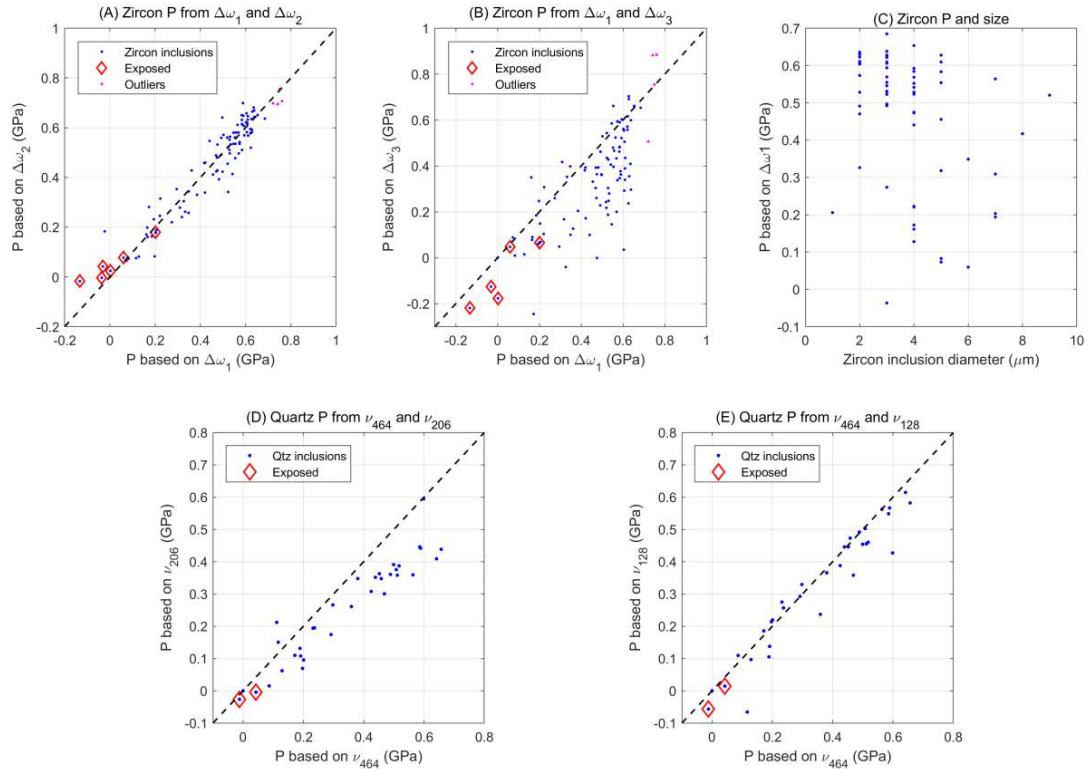 (A) Zircon P from Δω₁ and Δω₂
Zircon inclusions
Exposed
Outliers
P based on Δω₂ (GPa)
1
0.8
0.6
0.4
0.2
0
-0.2
-0.2 0 0.2 0.4 0.6 0.8 1
P based on Δω₁ (GPa)
(B) Zircon P from Δω₁ and Δω₃
Zircon inclusions
Exposed
Outliers
P based on Δω₃ (GPa)
1
0.8
0.6
0.4
0.2
0
-0.2
-0.2 0 0.2 0.4 0.6 0.8 1
P based on Δω₁ (GPa)
(C) Zircon P and size
P based on Δω1 (GPa)
0.7
0.6
0.5
0.4
0.3
0.2
0.1
0
-0.1
0 2 4 6 8 10
Zircon inclusion diameter (μm)
(D) Quartz P from ν₄₆₄ and ν₂₀₆
Qtz inclusions
Exposed
P based on ν₂₀₆ (GPa)
0.8
0.7
0.6
0.5
0.4
0.3
0.2
0.1
0
-0.1
0 0.2 0.4 0.6 0.8
P based on ν₄₆₄ (GPa)
(E) Quartz P from ν₄₆₄ and ν₁₂₈
Qtz inclusions
Exposed
P based on ν₁₂₈ (GPa)
0.8
0.7
0.6
0.5
0.4
0.3
0.2
0.1
0
-0.1
0 0.2 0.4 0.6 0.8
P based on ν₄₆₄ (GPa)